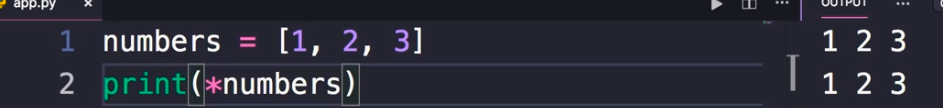 app.py × OUTPUT ...
1 numbers = [1, 2, 3] 1 2 3
2 print(*numbers) 1 2 3